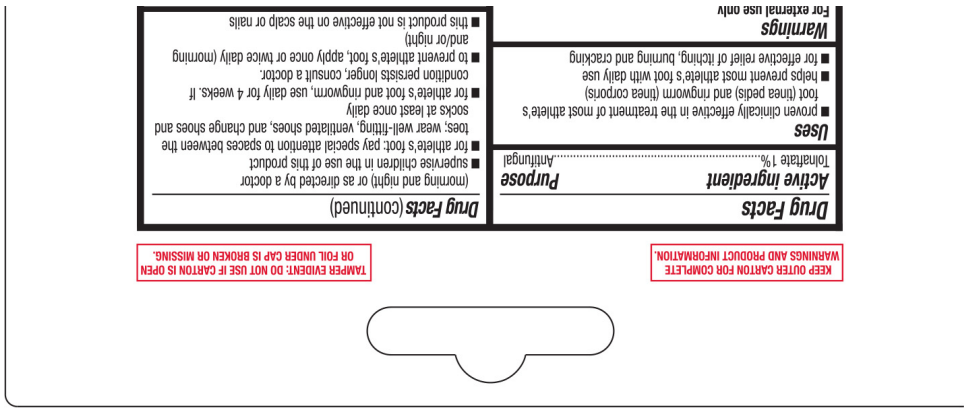 KEEP OUTER CARTON FOR COMPLETE
WARNINGS AND PRODUCT INFORMATION.
TAMPER EVIDENT: DO NOT USE IF CARTON IS OPEN
OR FOIL UNDER CAP IS BROKEN OR MISSING.
Drug Facts
Active ingredient Purpose
Tolnaftate 1%..........................................................Antifungal
Uses
■ proven clinically effective in the treatment of most athlete's
foot (tinea pedis) and ringworm (tinea corporis)
■ helps prevent most athlete's foot with daily use
■ for effective relief of itching, burning and cracking
Warnings
For external use only
Drug Facts (continued)
(morning and night) or as directed by a doctor
■ supervise children in the use of this product
■ for athlete's foot: pay special attention to spaces between the
toes; wear well-fitting, ventilated shoes, and change shoes and
socks at least once daily
■ for athlete's foot and ringworm, use daily for 4 weeks. If
condition persists longer, consult a doctor.
■ to prevent athlete's foot, apply once or twice daily (morning
and/or night)
■ this product is not effective on the scalp or nails